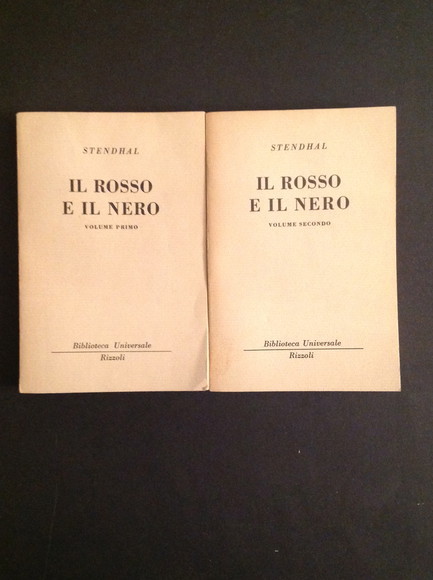 STENDHAL
IL ROSSO
E IL NERO
VOLUME PRIMO
Biblioteca Universale
Rizzoli
STENDHAL
IL ROSSO
E IL NERO
VOLUME SECONDO
Biblioteca Universale
Rizzoli